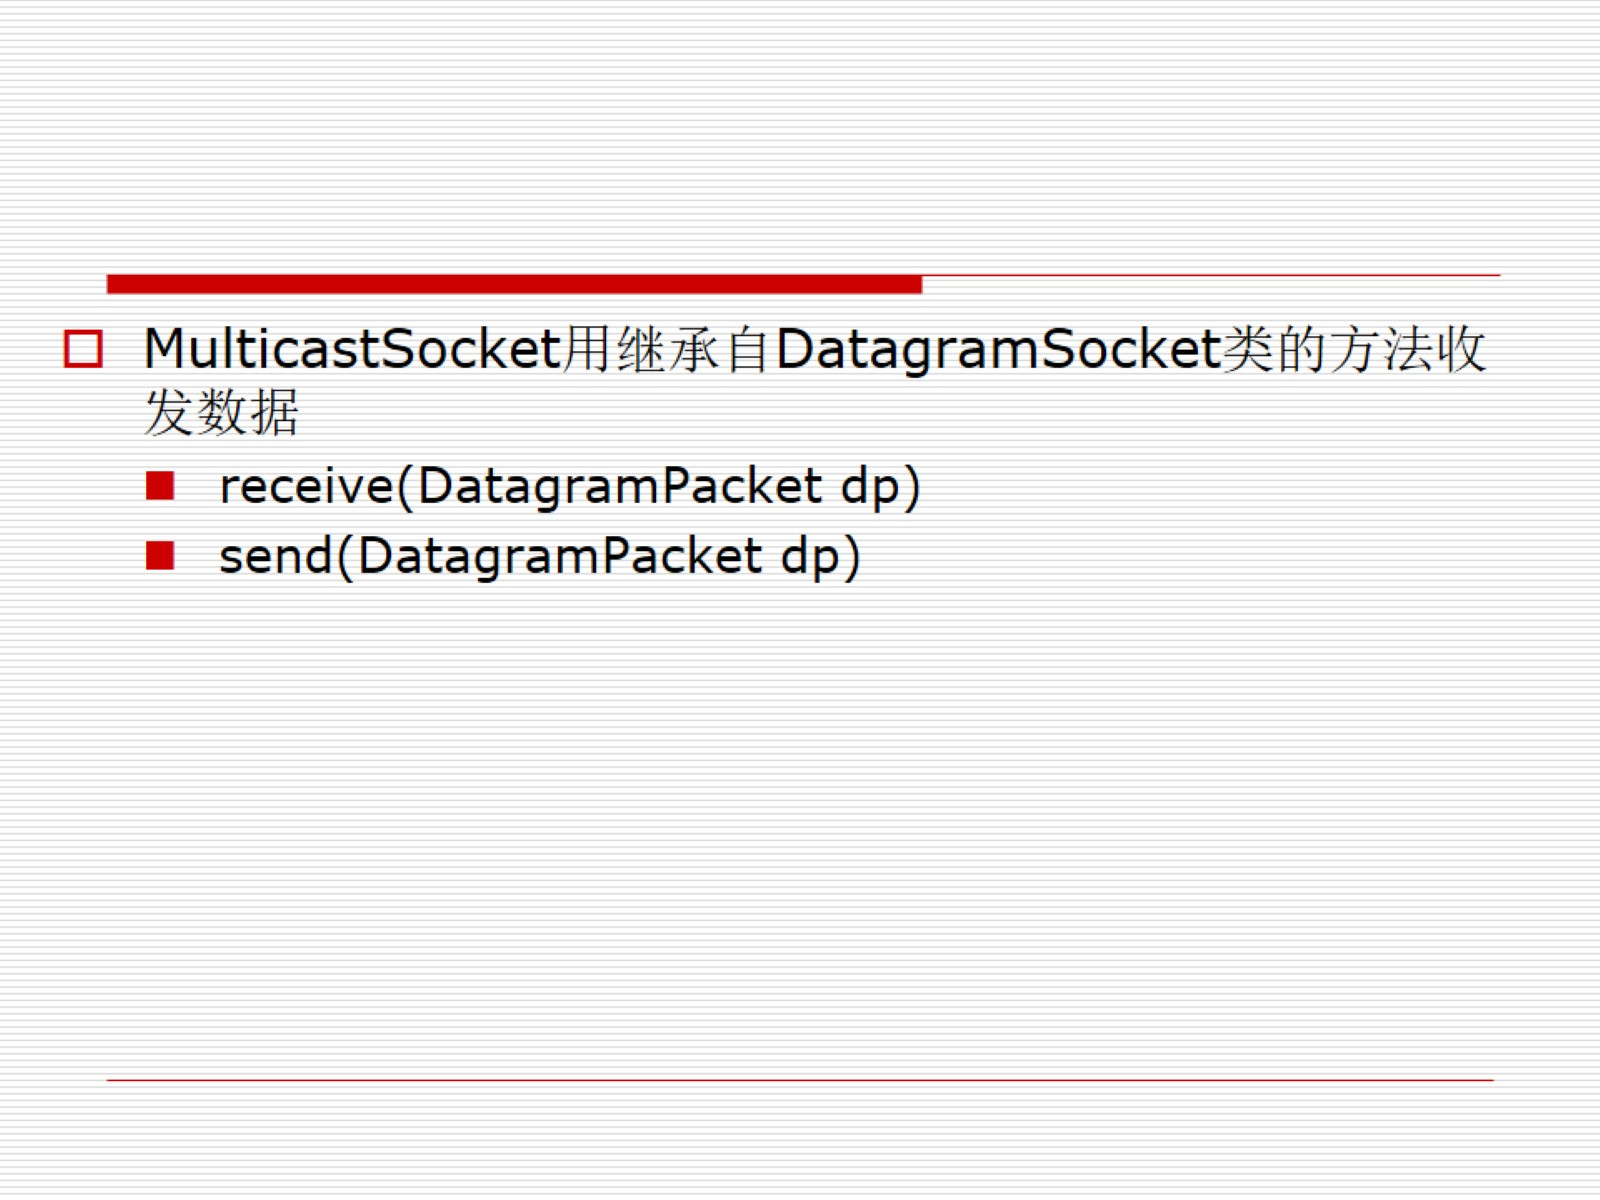 MulticastSocket用继承自DatagramSocket类的方法收
发数据
receive(DatagramPacket dp)
send(DatagramPacket dp)